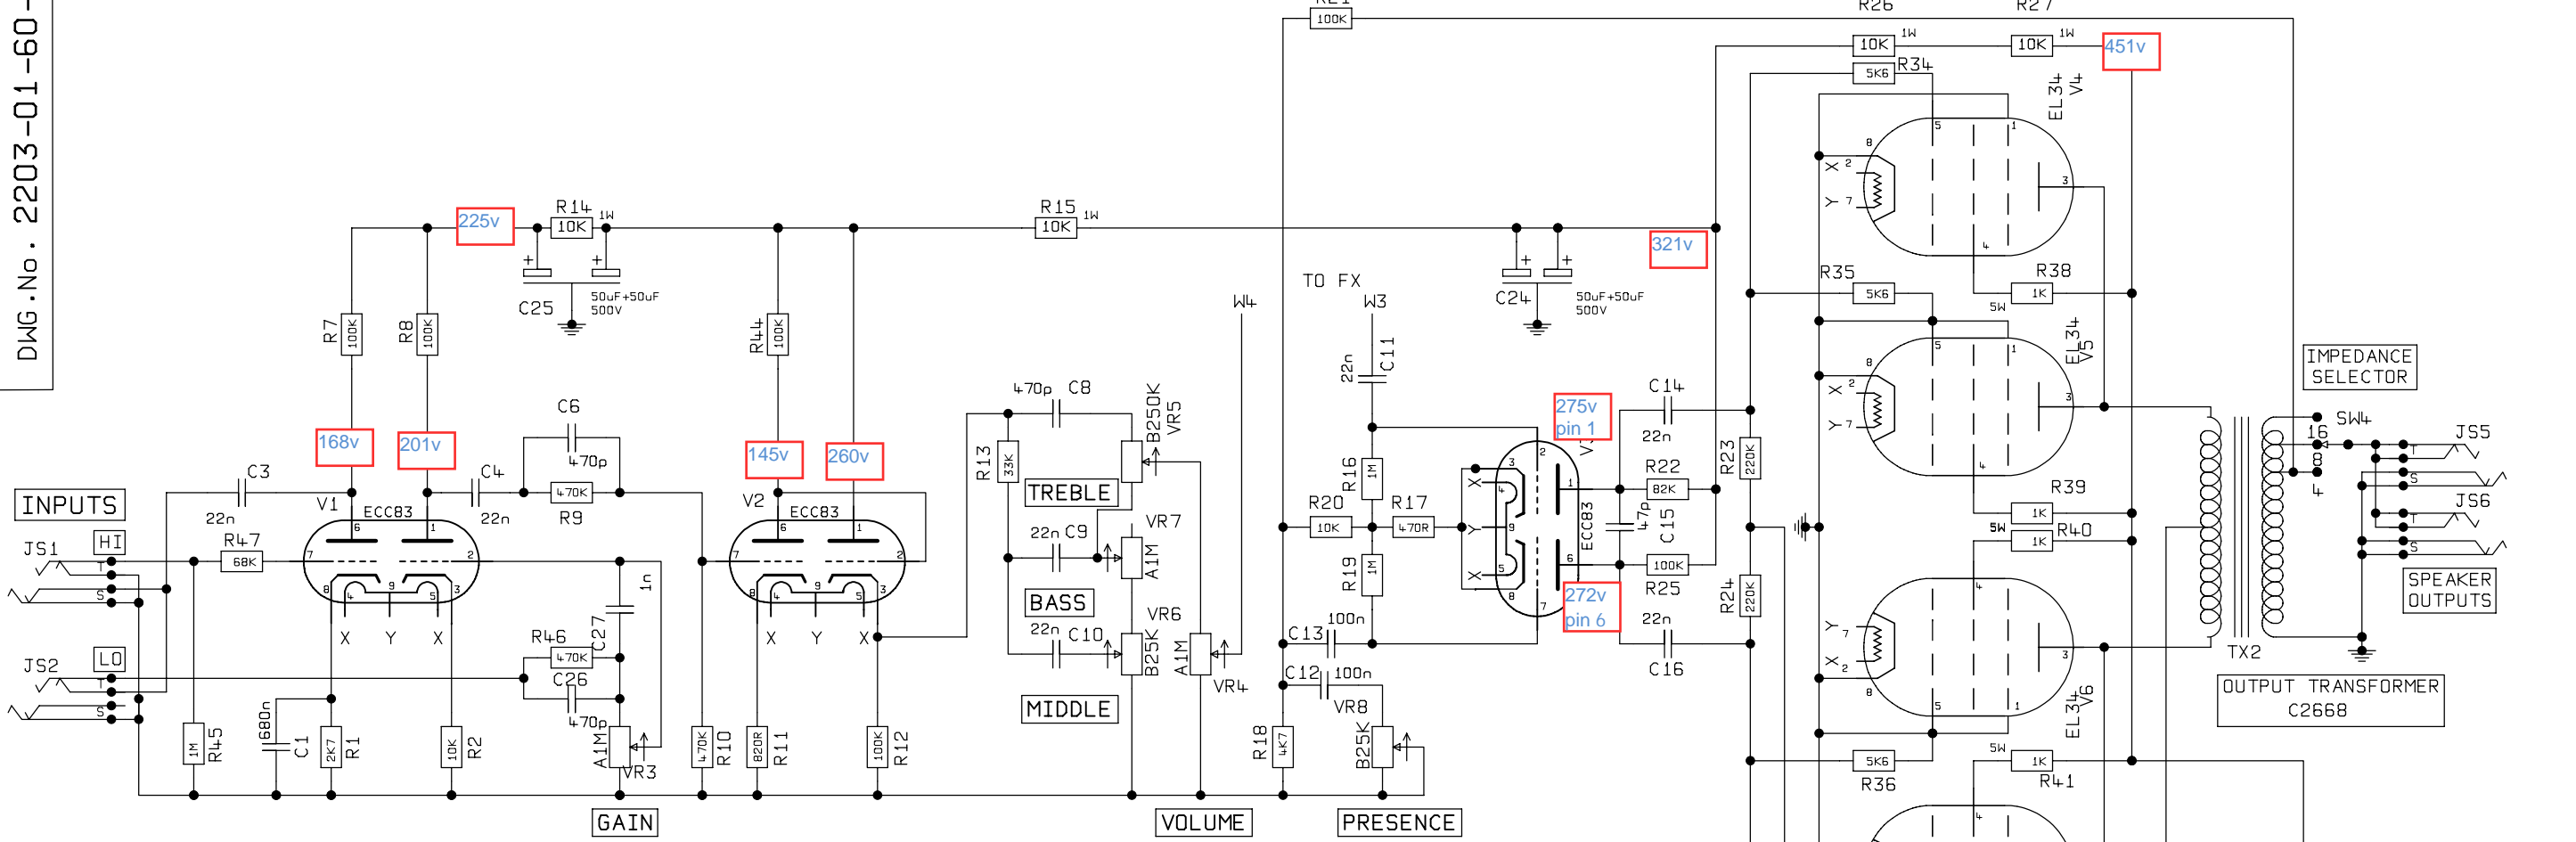 DWG.No. 2203-01-60-
100K
R26
R27
10K
1W
10K
1W
451v
5K6
R34
EL34
V4
225v
R14
10K
1W
R15
10K
1W
321v
C25
50uF+50uF
500V
TO FX
W4
W3
C24
50uF+50uF
500V
R35
5K6
R38
1K
5W
R7
100K
R8
100K
R44
100K
22n
C11
EL34
V5
IMPEDANCE
SELECTOR
168v
201v
C6
470p
145v
260v
470p
C8
B250K
VR5
275v
pin 1
C14
22n
SW4
16
8
4
JS5
T
S
INPUTS
C3
22n
V1
ECC83
C4
22n
470K
R9
V2
ECC83
R13
33K
TREBLE
R16
1M
R22
82K
R23
220K
R39
1K
5W
R40
1K
JS1
HI
T
S
R47
68K
22n
C9
VR7
A1M
R20
10K
R17
470R
ECC83
47p
C15
R25
100K
JS6
T
S
R19
1M
272v
pin 6
R24
220K
SPEAKER
OUTPUTS
BASS
1n
C27
VR6
B25K
22n
C10
C13
100n
22n
C16
X
Y
X
X
Y
X
JS2
LO
T
S
R46
470K
C26
470p
A1M
VR4
C12
100n
VR8
TX2
OUTPUT TRANSFORMER
C2668
MIDDLE
1M
R45
680n
C1
2K7
R1
10K
R2
A1M
VR3
470K
R10
820R
R11
100K
R12
R18
4K7
B25K
EL34
V6
5K6
R36
5W
1K
R41
GAIN
VOLUME
PRESENCE